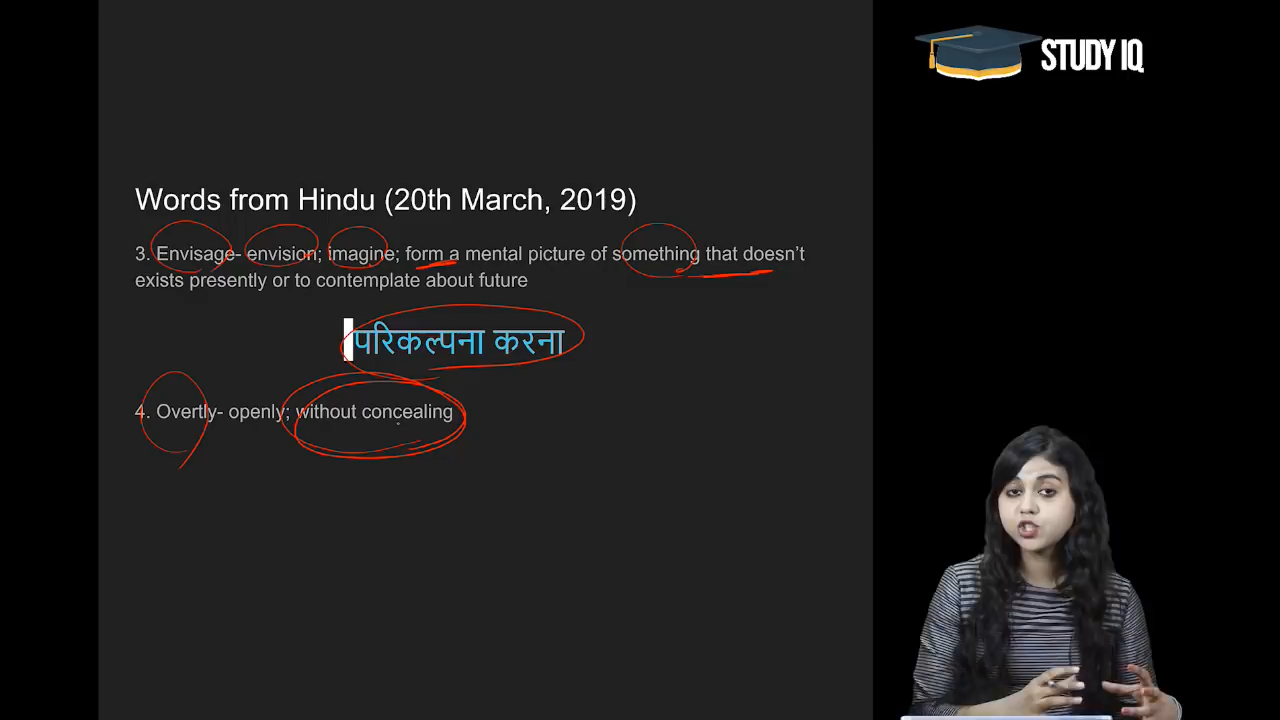 STUDY IQ
Words from Hindu (20th March, 2019)
3. Envisage- envision; imagine; form a mental picture of something that doesn’t
exists presently or to contemplate about future
परिकल्पना करना
4. Overtly- openly; without concealing